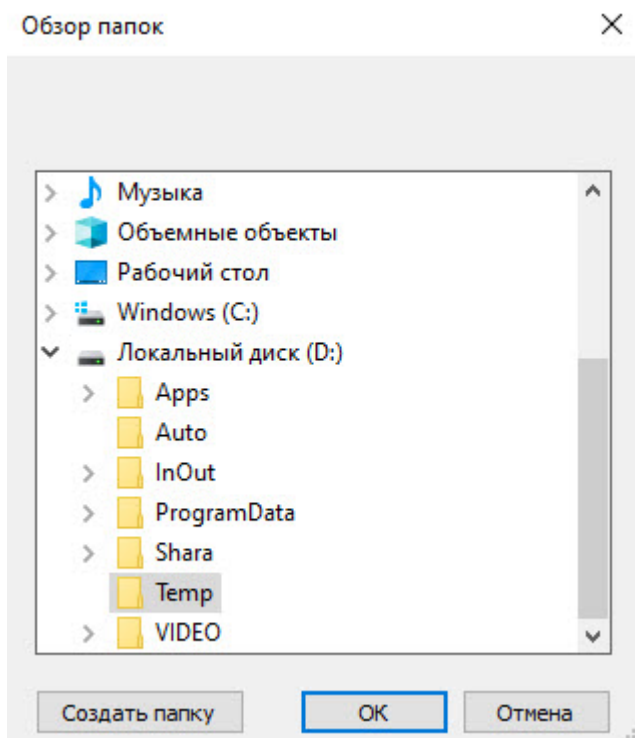 Обзор папок
Музыка
Объемные объекты
Рабочий стол
Windows (C:)
Локальный диск (D:)
Apps
Auto
InOut
ProgramData
Shara
Temp
VIDEO
Создать папку ОК Отмена